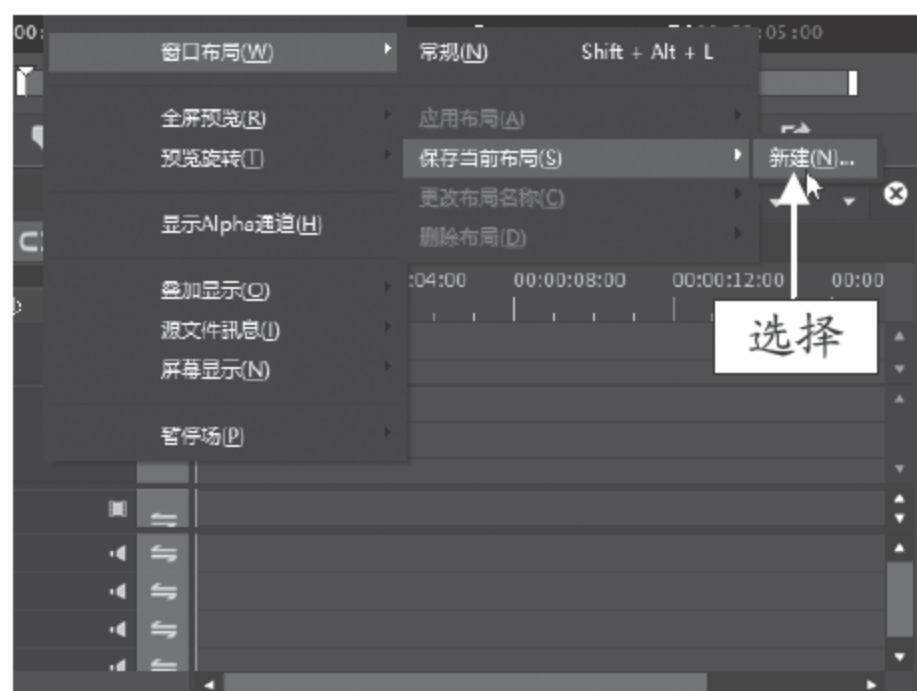 00:
:05:00
窗口布局(W)
常规(N) Shift + Alt + L
全屏预览(R)
应用布局(A)
预览旋转(T)
保存当前布局(S)
新建(N)...
更改布局名称(C)
显示Alpha通道(H)
删除布局(D)
:04:00 00:00:08:00 00:00:12:00 00:00
叠加显示(O)
源文件訊息(I)
选择
屏幕显示(N)
暂停场(P)